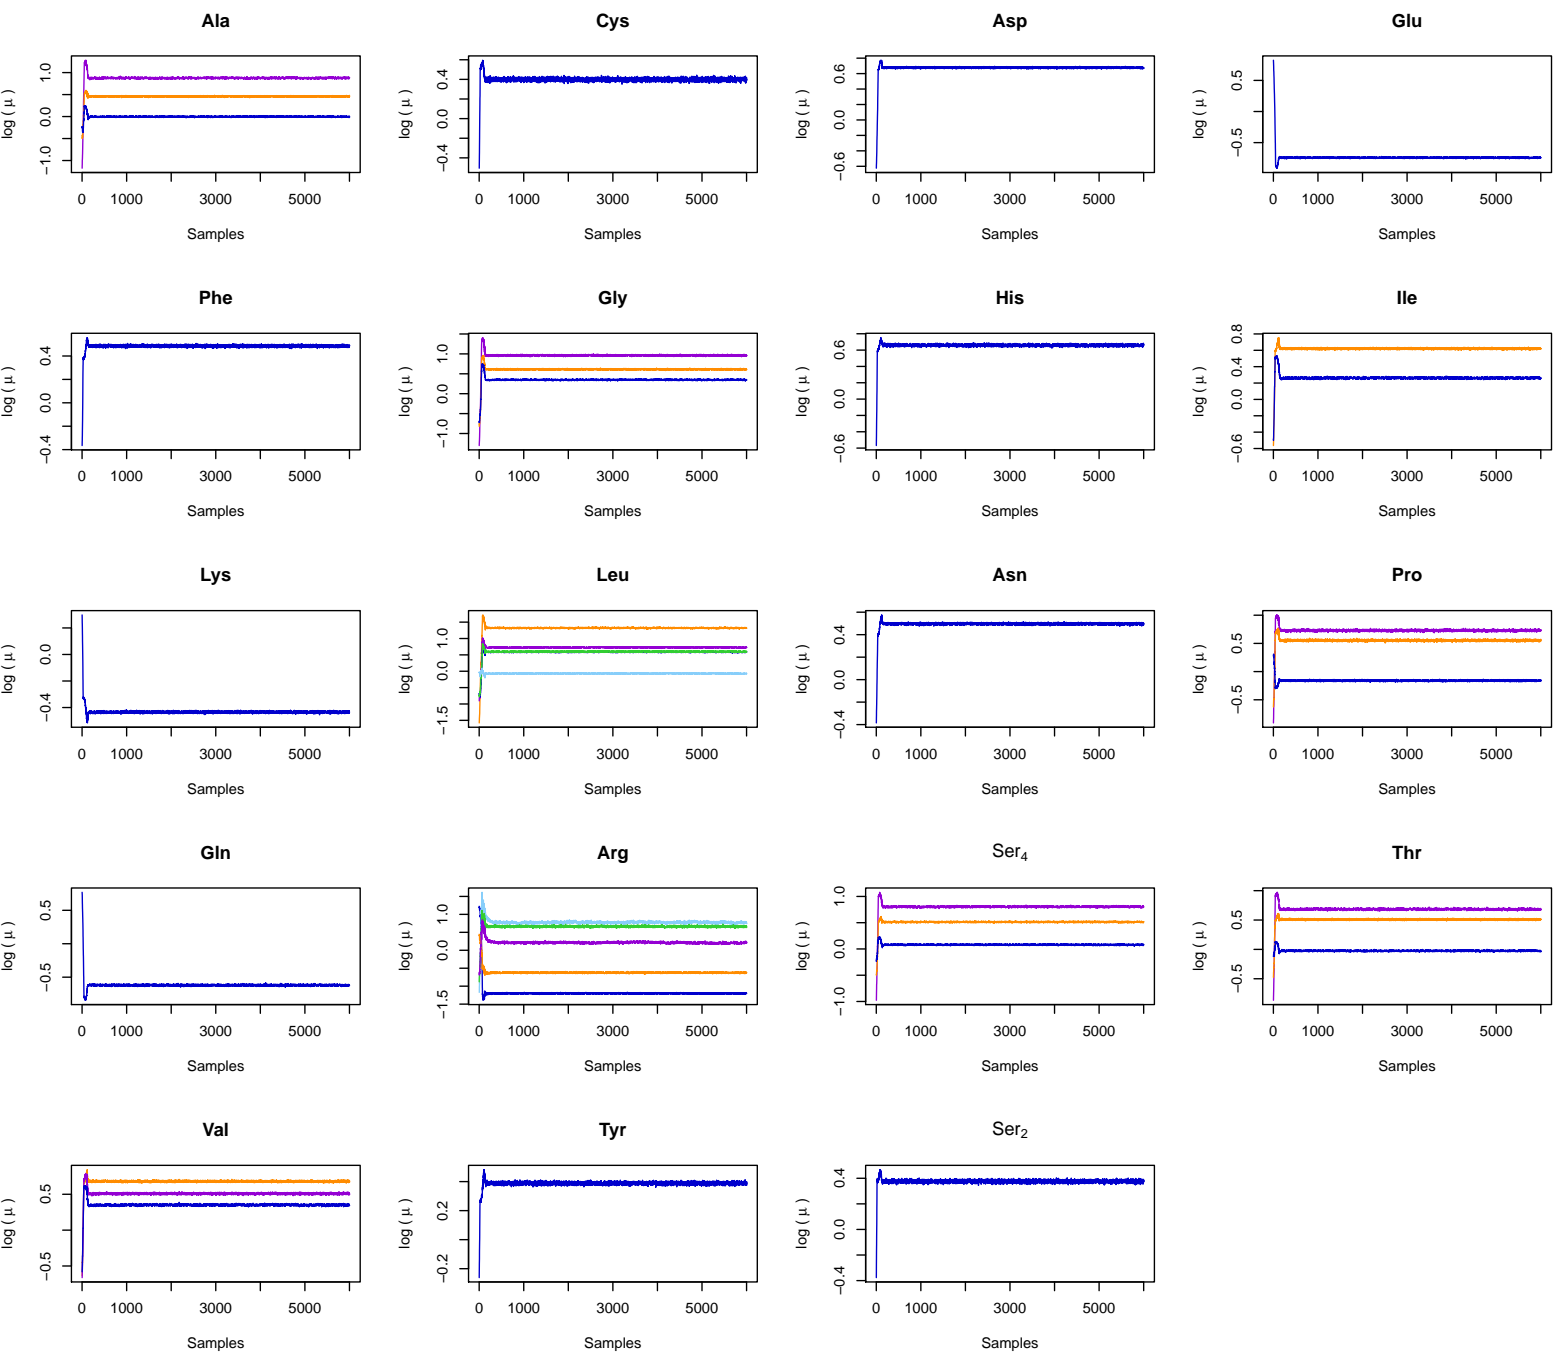 Ala
log ( μ )
−1.0 0.0 1.0
0 1000 3000 5000
Samples
Cys
log ( μ )
−0.4 0.0 0.4
0 1000 3000 5000
Samples
Asp
log ( μ )
−0.6 0.0 0.6
0 1000 3000 5000
Samples
Glu
log ( μ )
−0.5 0.5
0 1000 3000 5000
Samples
Phe
log ( μ )
−0.4 0.0 0.4
0 1000 3000 5000
Samples
Gly
log ( μ )
−1.0 0.0 1.0
0 1000 3000 5000
Samples
His
log ( μ )
−0.6 0.0 0.6
0 1000 3000 5000
Samples
Ile
log ( μ )
−0.6 0.0 0.4 0.8
0 1000 3000 5000
Samples
Lys
log ( μ )
−0.4 0.0
0 1000 3000 5000
Samples
Leu
log ( μ )
−1.5 0.0 1.0
0 1000 3000 5000
Samples
Asn
log ( μ )
−0.4 0.0 0.4
0 1000 3000 5000
Samples
Pro
log ( μ )
−0.5 0.5
0 1000 3000 5000
Samples
Gln
log ( μ )
−0.5 0.5
0 1000 3000 5000
Samples
Arg
log ( μ )
−1.5 0.0 1.0
0 1000 3000 5000
Samples
Ser4
log ( μ )
−1.0 0.0 1.0
0 1000 3000 5000
Samples
Thr
log ( μ )
−0.5 0.5
0 1000 3000 5000
Samples
Val
log ( μ )
−0.5 0.5
0 1000 3000 5000
Samples
Tyr
log ( μ )
−0.2 0.2
0 1000 3000 5000
Samples
Ser2
log ( μ )
−0.4 0.0 0.4
0 1000 3000 5000
Samples